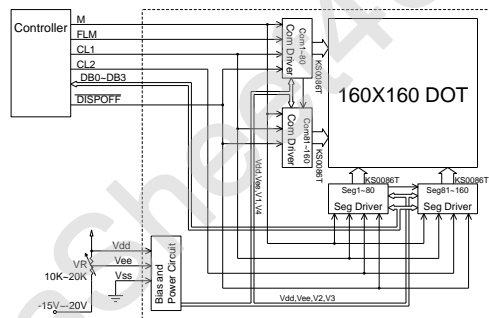 Controller
M
FLM
CL1
CL2
DB0~DB3
DISPOFF
Com1~80
Com Driver
KS0086T
Com81~160
Com Driver
KS0086T
160X160 DOT
KS0086T
Seg1~80
Seg Driver
KS0086T
Seg81~160
Seg Driver
Vdd,Vee,V1,V4
Vdd
Vee
Vss
VR
10K~20K
-15V~-20V
Bias and
Power Circuit
Vdd,Vee,V2,V3